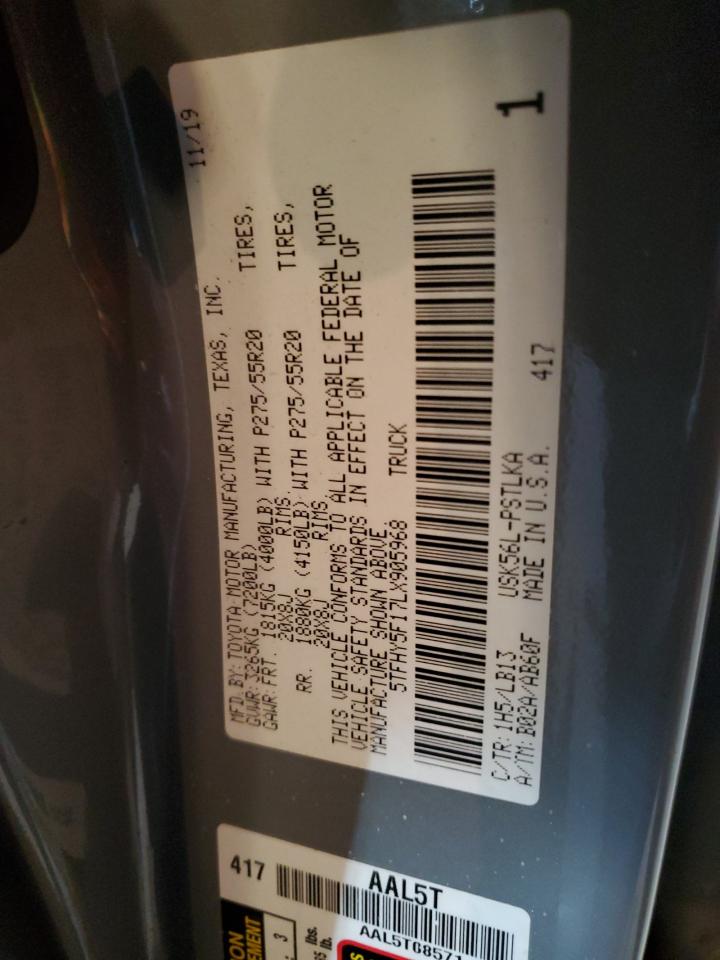 11/19
MFD. BY: TOYOTA MOTOR MANUFACTURING, TEXAS, INC.
GVWR: 3265KG (7200LB)
GAWR: FRT. 1815KG (4000LB) WITH P275/55R20 TIRES,
20X8J RIMS,
RR. 1880KG (4150LB) WITH P275/55R20 TIRES,
20X8J RIMS,
THIS VEHICLE CONFORMS TO ALL APPLICABLE FEDERAL MOTOR
VEHICLE SAFETY STANDARDS IN EFFECT ON THE DATE OF
MANUFACTURE SHOWN ABOVE
5TFHY5F17LX905968 TRUCK
C/TR: 1H5/LB13 USK56L-PSTLKA 417
A/TM: B02A/AB60F MADE IN U.S.A.
1
417
AAL5T
3
lbs.
lb.